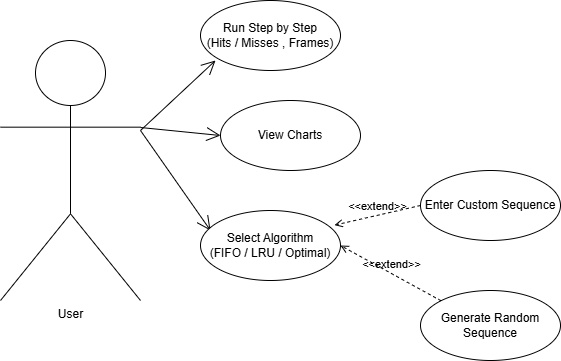 Run Step by Step
(Hits / Misses , Frames)
View Charts
<<extend>>
Enter Custom Sequence
Select Algorithm
(FIFO / LRU / Optimal)
<<extend>>
User
Generate Random
Sequence